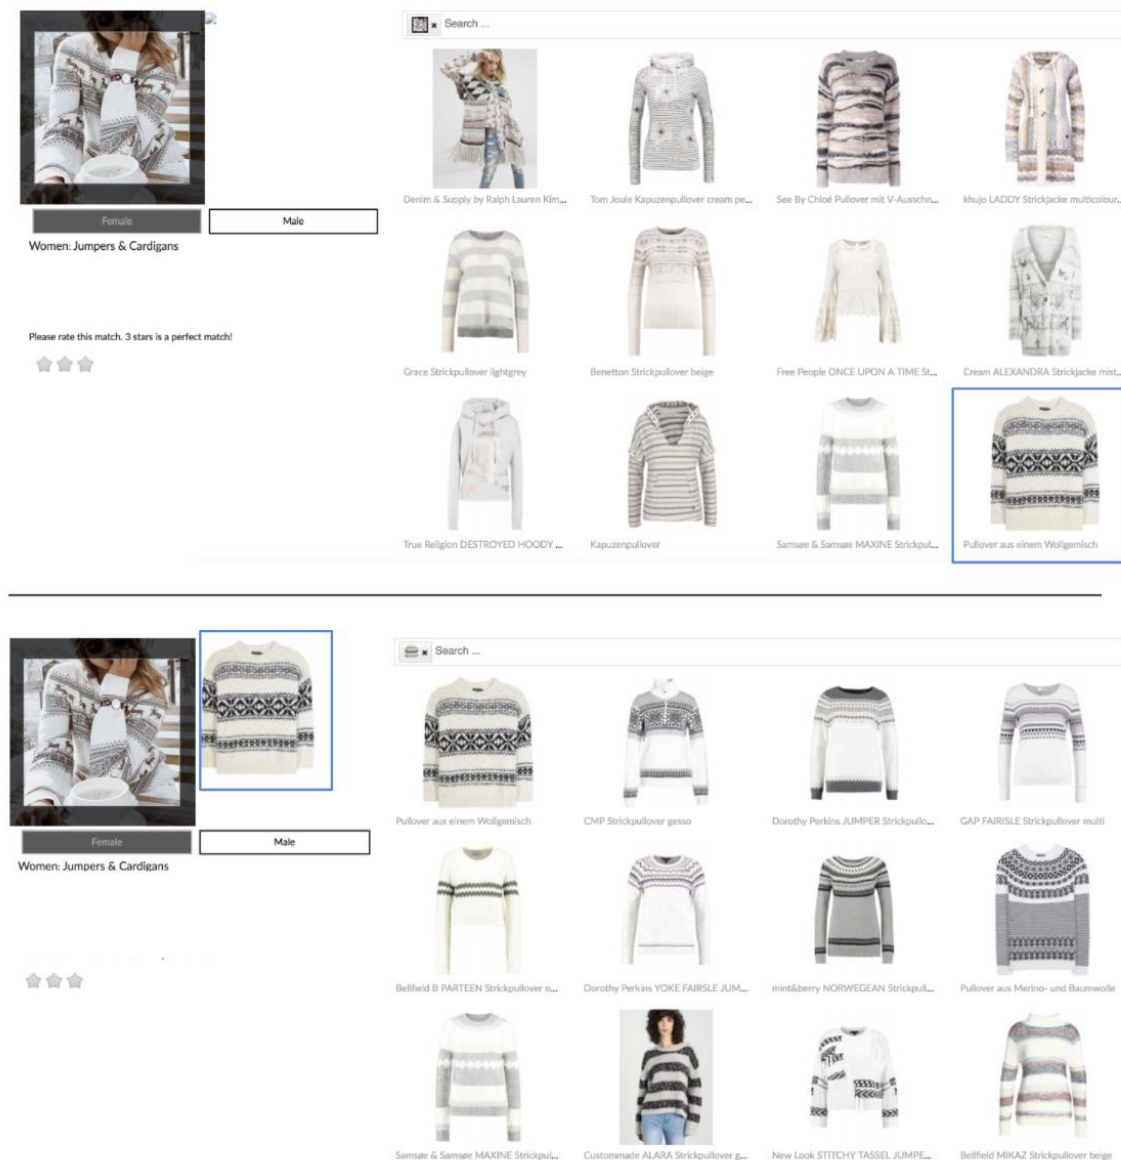 Search ...
Denim & Supply by Ralph Lauren Kim...
Tom Joule Kapuzenpullover cream pe...
See By Chloé Pullover mit V-Ausschn...
khujo LADDY Strickjacke multicolour...
Female
Male
Women: Jumpers & Cardigans
Grace Strickpullover lightgrey
Benetton Strickpullover beige
Free People ONCE UPON A TIME St...
Cream ALEXANDRA Strickjacke mist...
Please rate this match. 3 stars is a perfect match!
True Religion DESTROYED HOODY ...
Kapuzenpullover
Samsøe & Samsøe MAXINE Strickpul...
Pullover aus einem Wollgemisch
Search ...
Pullover aus einem Wollgemisch
CMP Strickpullover gesso
Dorothy Perkins JUMPER Strickpullo...
GAP FAIRISLE Strickpullover multi
Female
Male
Women: Jumpers & Cardigans
Bellfield B PARTEEN Strickpullover o...
Dorothy Perkins YOKE FAIRSLE JUM...
mint&berry NORWEGEAN Strickpull...
Pullover aus Merino- und Baumwolle
Samsøe & Samsøe MAXINE Strickpul...
Custommade ALARA Strickpullover g...
New Look STITCHY TASSEL JUMPE...
Bellfield MIKAZ Strickpullover beige